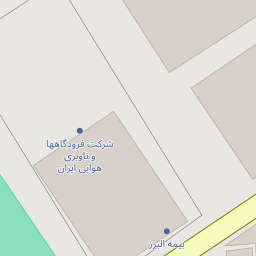 شرکت فرودگاهها
و ناوبری
هوایی ایران
بیمه البرز